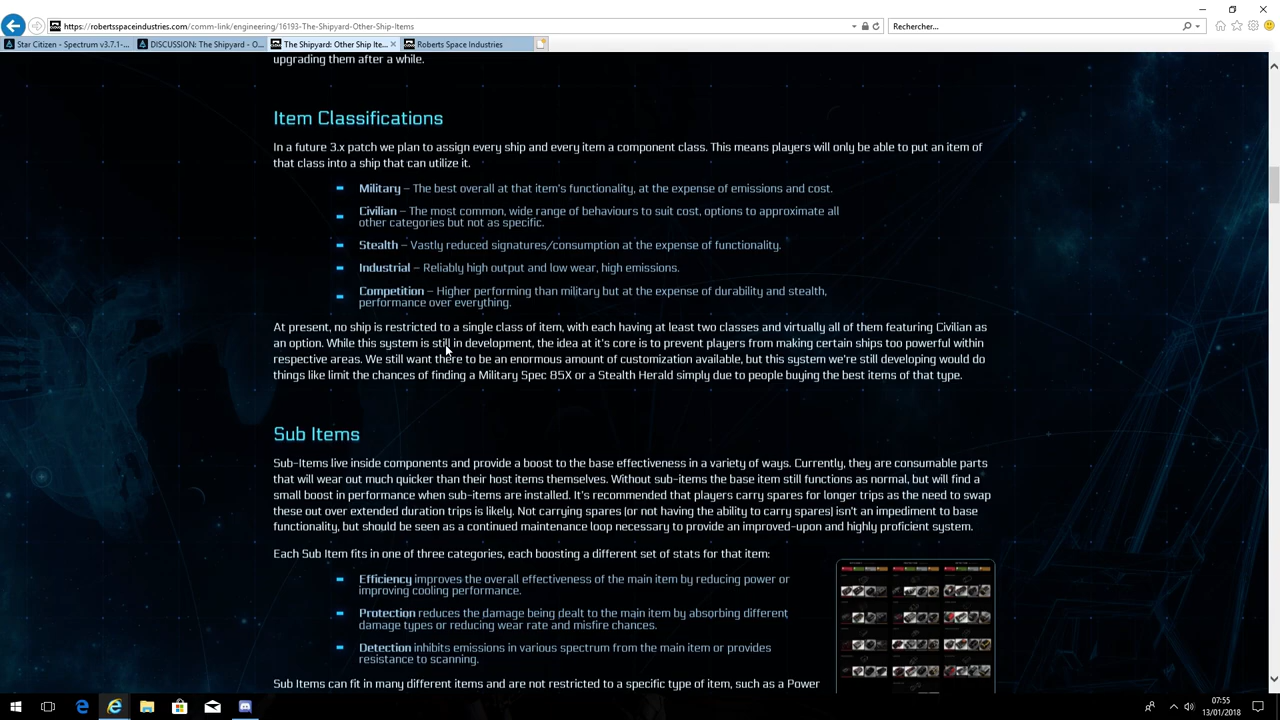 https://robertsspaceindustries.com/comm-link/engineering/16193-The-Shipyard-Other-Ship-Items
Rechercher...
Star Citizen - Spectrum v3.7.1-...
DISCUSSION: The Shipyard - O...
The Shipyard: Other Ship Ite...
Roberts Space Industries
upgrading them after a while.
Item Classifications
In a future 3.x patch we plan to assign every ship and every item a component class. This means players will only be able to put an item of
that class into a ship that can utilize it.
Military – The best overall at that item's functionality, at the expense of emissions and cost.
Civilian – The most common, wide range of behaviours to suit cost, options to approximate all
other categories but not as specific.
Stealth – Vastly reduced signatures/consumption at the expense of functionality.
Industrial – Reliably high output and low wear, high emissions.
Competition – Higher performing than military but at the expense of durability and stealth,
performance over everything.
At present, no ship is restricted to a single class of item, with each having at least two classes and virtually all of them featuring Civilian as
an option. While this system is still in development, the idea at it's core is to prevent players from making certain ships too powerful within
respective areas. We still want there to be an enormous amount of customization available, but this system we're still developing would do
things like limit the chances of finding a Military Spec 85X or a Stealth Herald simply due to people buying the best items of that type.
Sub Items
Sub-Items live inside components and provide a boost to the base effectiveness in a variety of ways. Currently, they are consumable parts
that will wear out much quicker than their host items themselves. Without sub-items the base item still functions as normal, but will find a
small boost in performance when sub-items are installed. It's recommended that players carry spares for longer trips as the need to swap
these out over extended duration trips is likely. Not carrying spares (or not having the ability to carry spares) isn't an impediment to base
functionality, but should be seen as a continued maintenance loop necessary to provide an improved-upon and highly proficient system.
Each Sub Item fits in one of three categories, each boosting a different set of stats for that item:
Efficiency improves the overall effectiveness of the main item by reducing power or
improving cooling performance.
Protection reduces the damage being dealt to the main item by absorbing different
damage types or reducing wear rate and misfire chances.
Detection inhibits emissions in various spectrum from the main item or provides
resistance to scanning.
Sub Items can fit in many different items and are not restricted to a specific type of item, such as a Power
07:55
13/01/2018